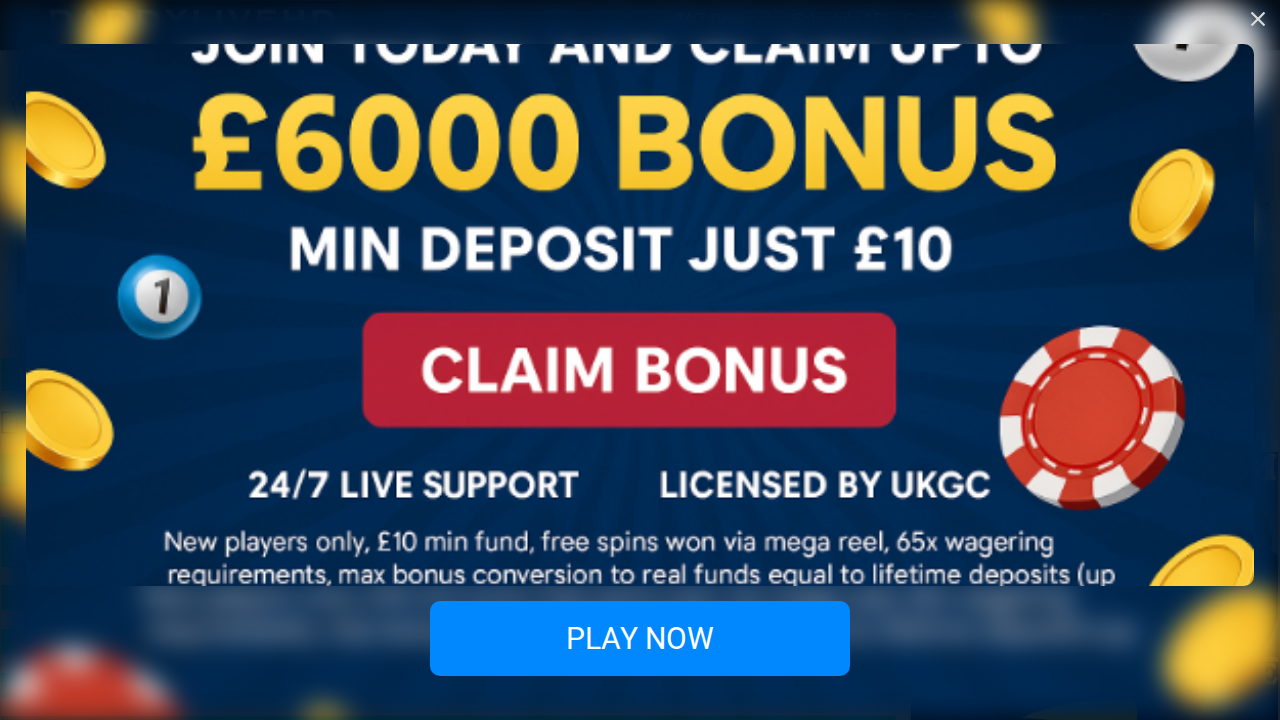 JOIN TODAY AND CLAIM UPTO
£6000 BONUS
MIN DEPOSIT JUST £10
1
CLAIM BONUS
24/7 LIVE SUPPORT LICENSED BY UKGC
New players only, £10 min fund, free spins won via mega reel, 65x wagering
requirements, max bonus conversion to real funds equal to lifetime deposits (up
PLAY NOW